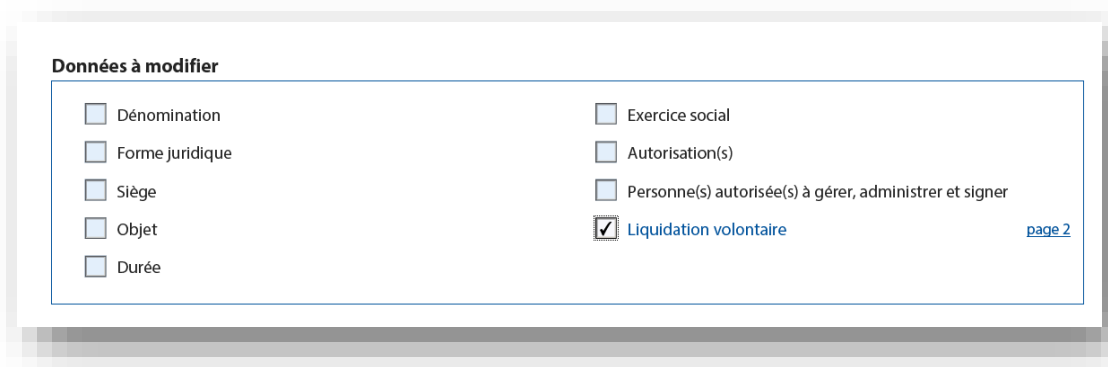 Données à modifier
Dénomination
Forme juridique
Siège
Objet
Durée
Exercice social
Autorisation(s)
Personne(s) autorisée(s) à gérer, administrer et signer
Liquidation volontaire page 2